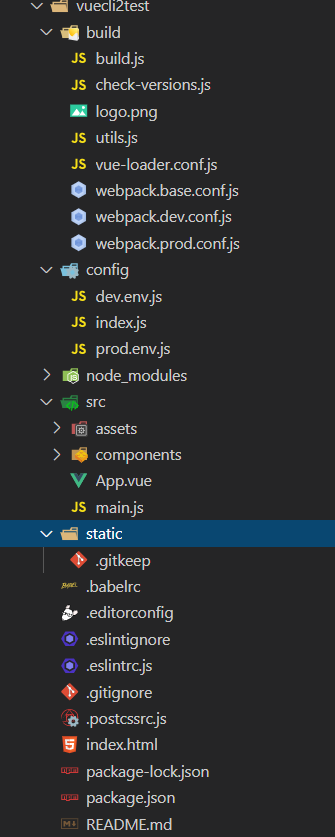 vuecli2test
build
JS build.js
JS check-versions.js
logo.png
JS utils.js
JS vue-loader.conf.js
webpack.base.conf.js
webpack.dev.conf.js
webpack.prod.conf.js
config
JS dev.env.js
JS index.js
JS prod.env.js
node_modules
src
assets
components
App.vue
JS main.js
static
.gitkeep
BABEL .babelrc
.editorconfig
.eslintignore
.eslintrc.js
.gitignore
.postcssrc.js
index.html
npm package-lock.json
npm package.json
README.md